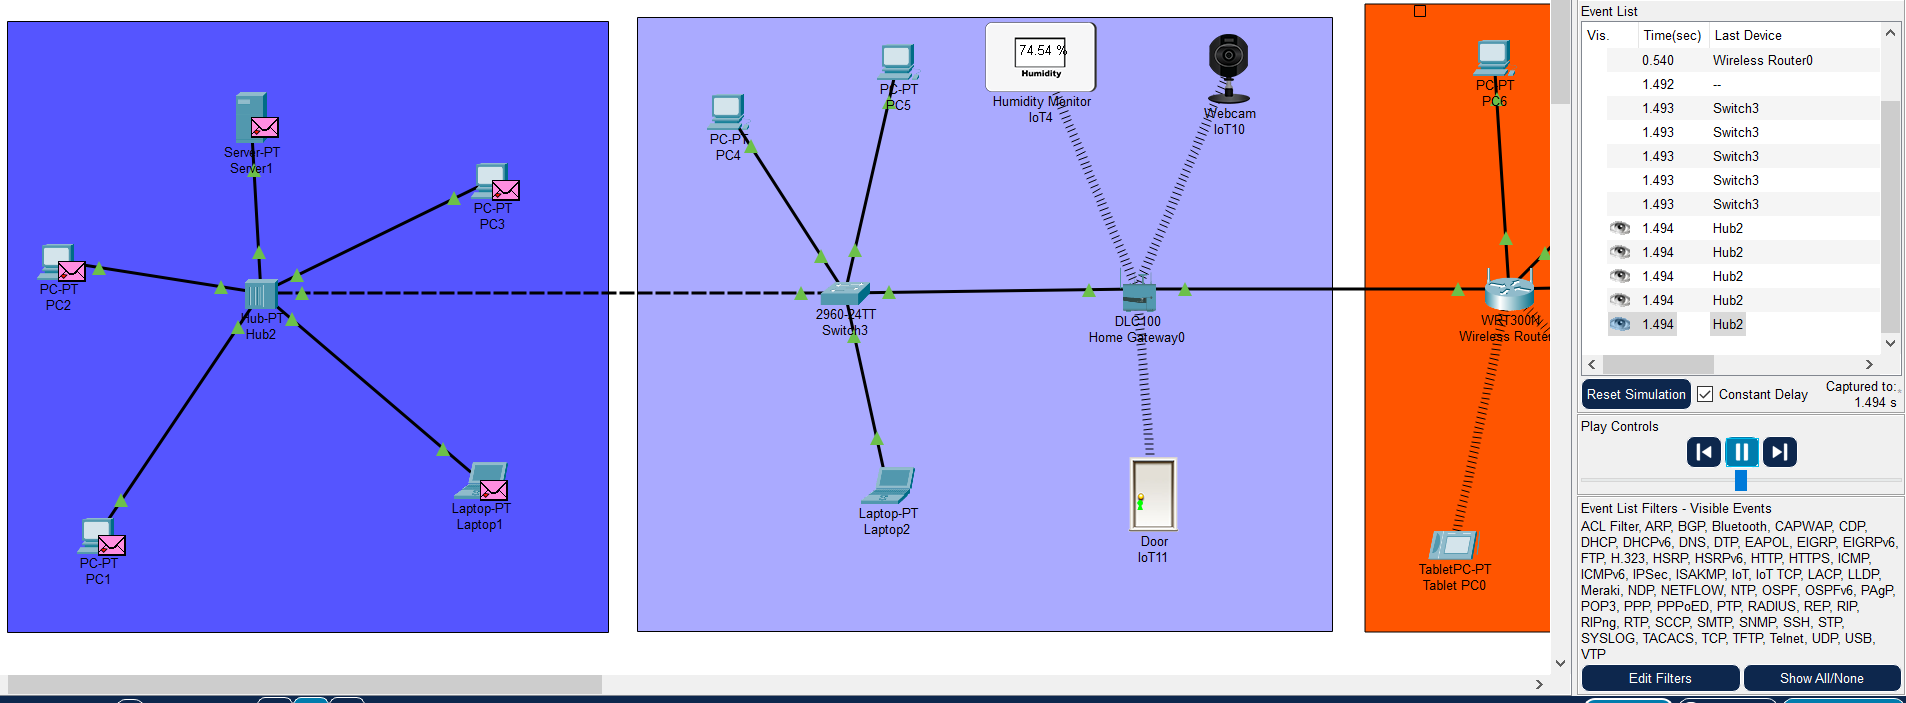 Server-PT
Server1
PC-PT
PC3
PC-PT
PC2
Hub-PT
Hub2
Laptop-PT
Laptop1
PC-PT
PC1
PC-PT
PC5
PC-PT
PC4
74.54 %
Humidity
Humidity Monitor
IoT4
Webcam
IoT10
2960-24TT
Switch3
DLC100
Home Gateway0
Laptop-PT
Laptop2
Door
IoT11
PC-PT
PC6
WRT300N
Wireless Router
TabletPC-PT
Tablet PC0
Event List
Vis. Time(sec) Last Device
0.540 Wireless Router0
1.492 --
1.493 Switch3
1.493 Switch3
1.493 Switch3
1.493 Switch3
1.493 Switch3
1.494 Hub2
1.494 Hub2
1.494 Hub2
1.494 Hub2
1.494 Hub2
Reset Simulation Constant Delay Captured to:
1.494 s
Play Controls
Event List Filters - Visible Events
ACL Filter, ARP, BGP, Bluetooth, CAPWAP, CDP,
DHCP, DHCPv6, DNS, DTP, EAPOL, EIGRP, EIGRPv6,
FTP, H.323, HSRP, HSRPv6, HTTP, HTTPS, ICMP,
ICMPv6, IPSec, ISAKMP, IoT, IoT TCP, LACP, LLDP,
Meraki, NDP, NETFLOW, NTP, OSPF, OSPFv6, PAgP,
POP3, PPP, PPPoED, PTP, RADIUS, REP, RIP,
RIPng, RTP, SCCP, SMTP, SNMP, SSH, STP,
SYSLOG, TACACS, TCP, TFTP, Telnet, UDP, USB,
VTP
Edit Filters Show All/None